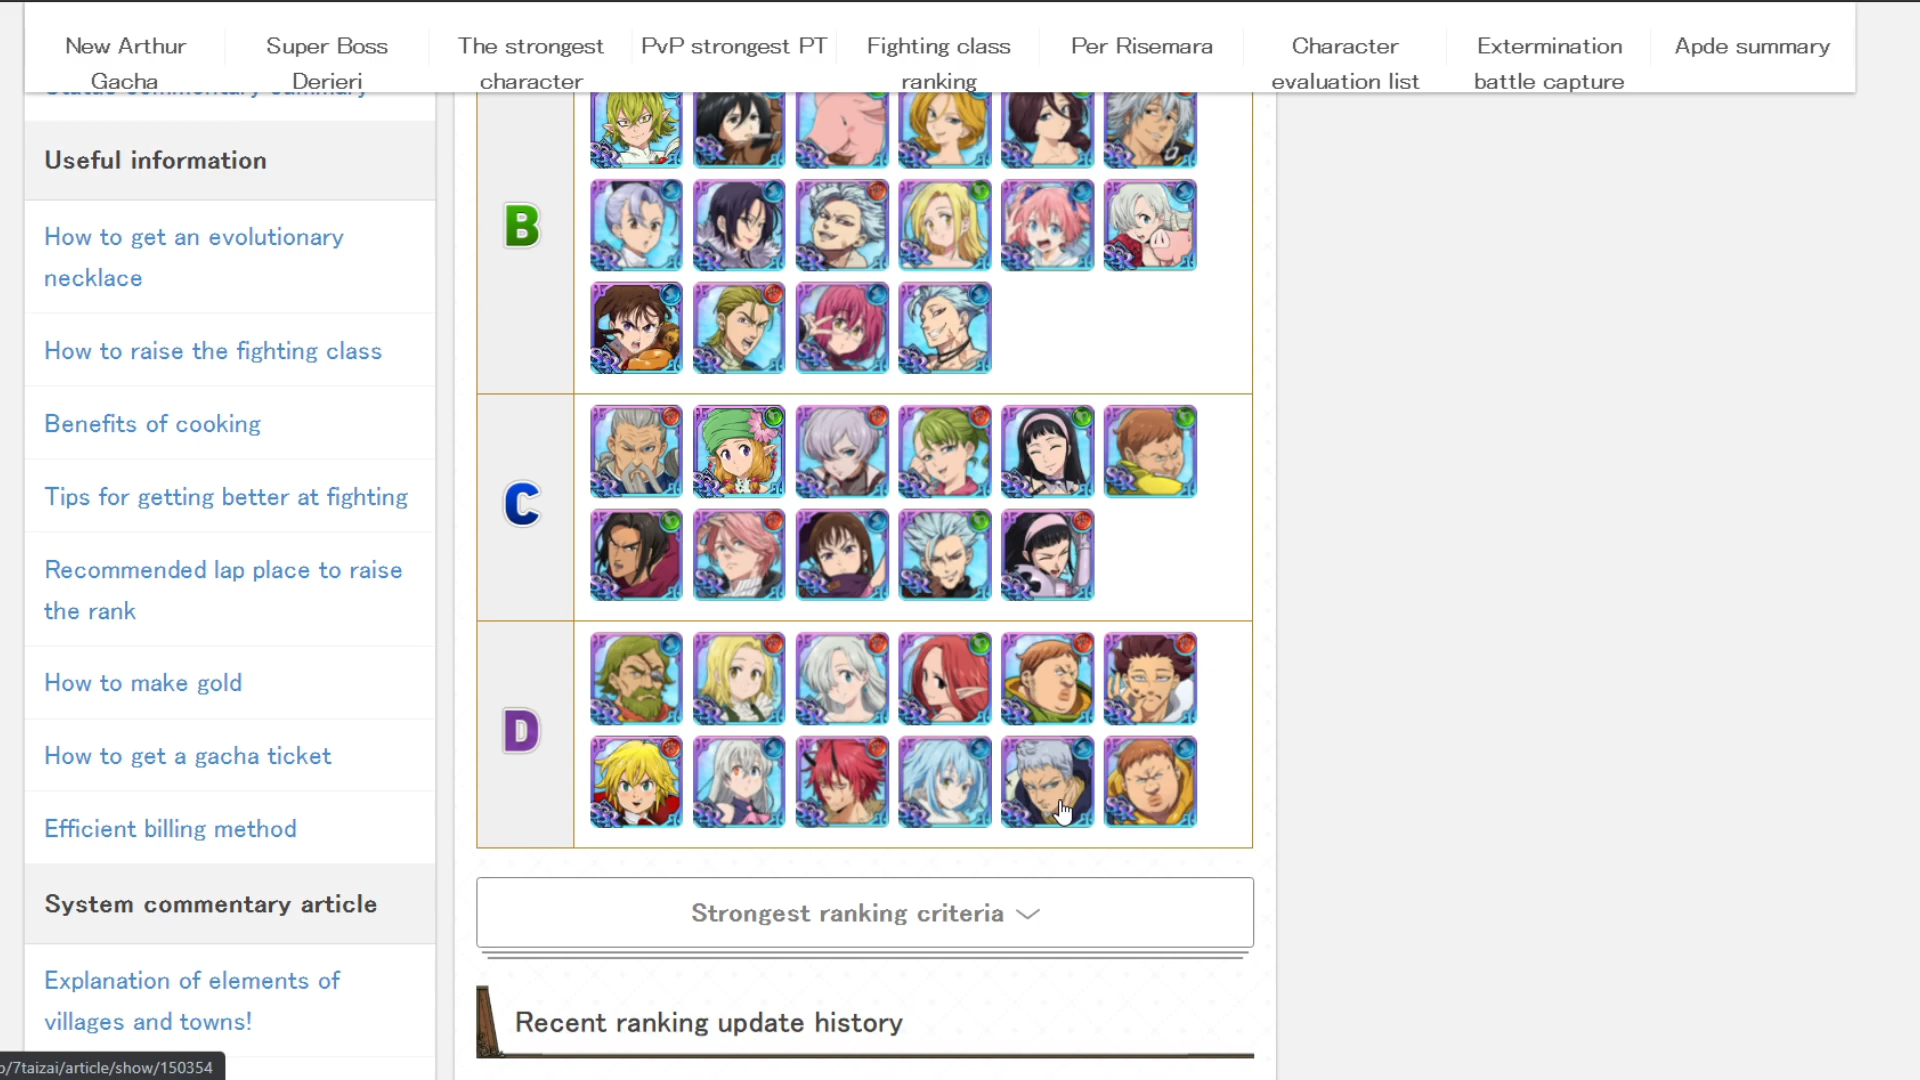 New Arthur
Gacha
Super Boss
Derieri
The strongest
character
PvP strongest PT
Fighting class
ranking
Per Risemara
Character
evaluation list
Extermination
battle capture
Apde summary
Status commentary summary
Useful information
How to get an evolutionary
necklace
How to raise the fighting class
Benefits of cooking
Tips for getting better at fighting
Recommended lap place to raise
the rank
How to make gold
How to get a gacha ticket
Efficient billing method
System commentary article
Explanation of elements of
villages and towns!
B
C
D
Strongest ranking criteria
Recent ranking update history
/7taizai/article/show/150354